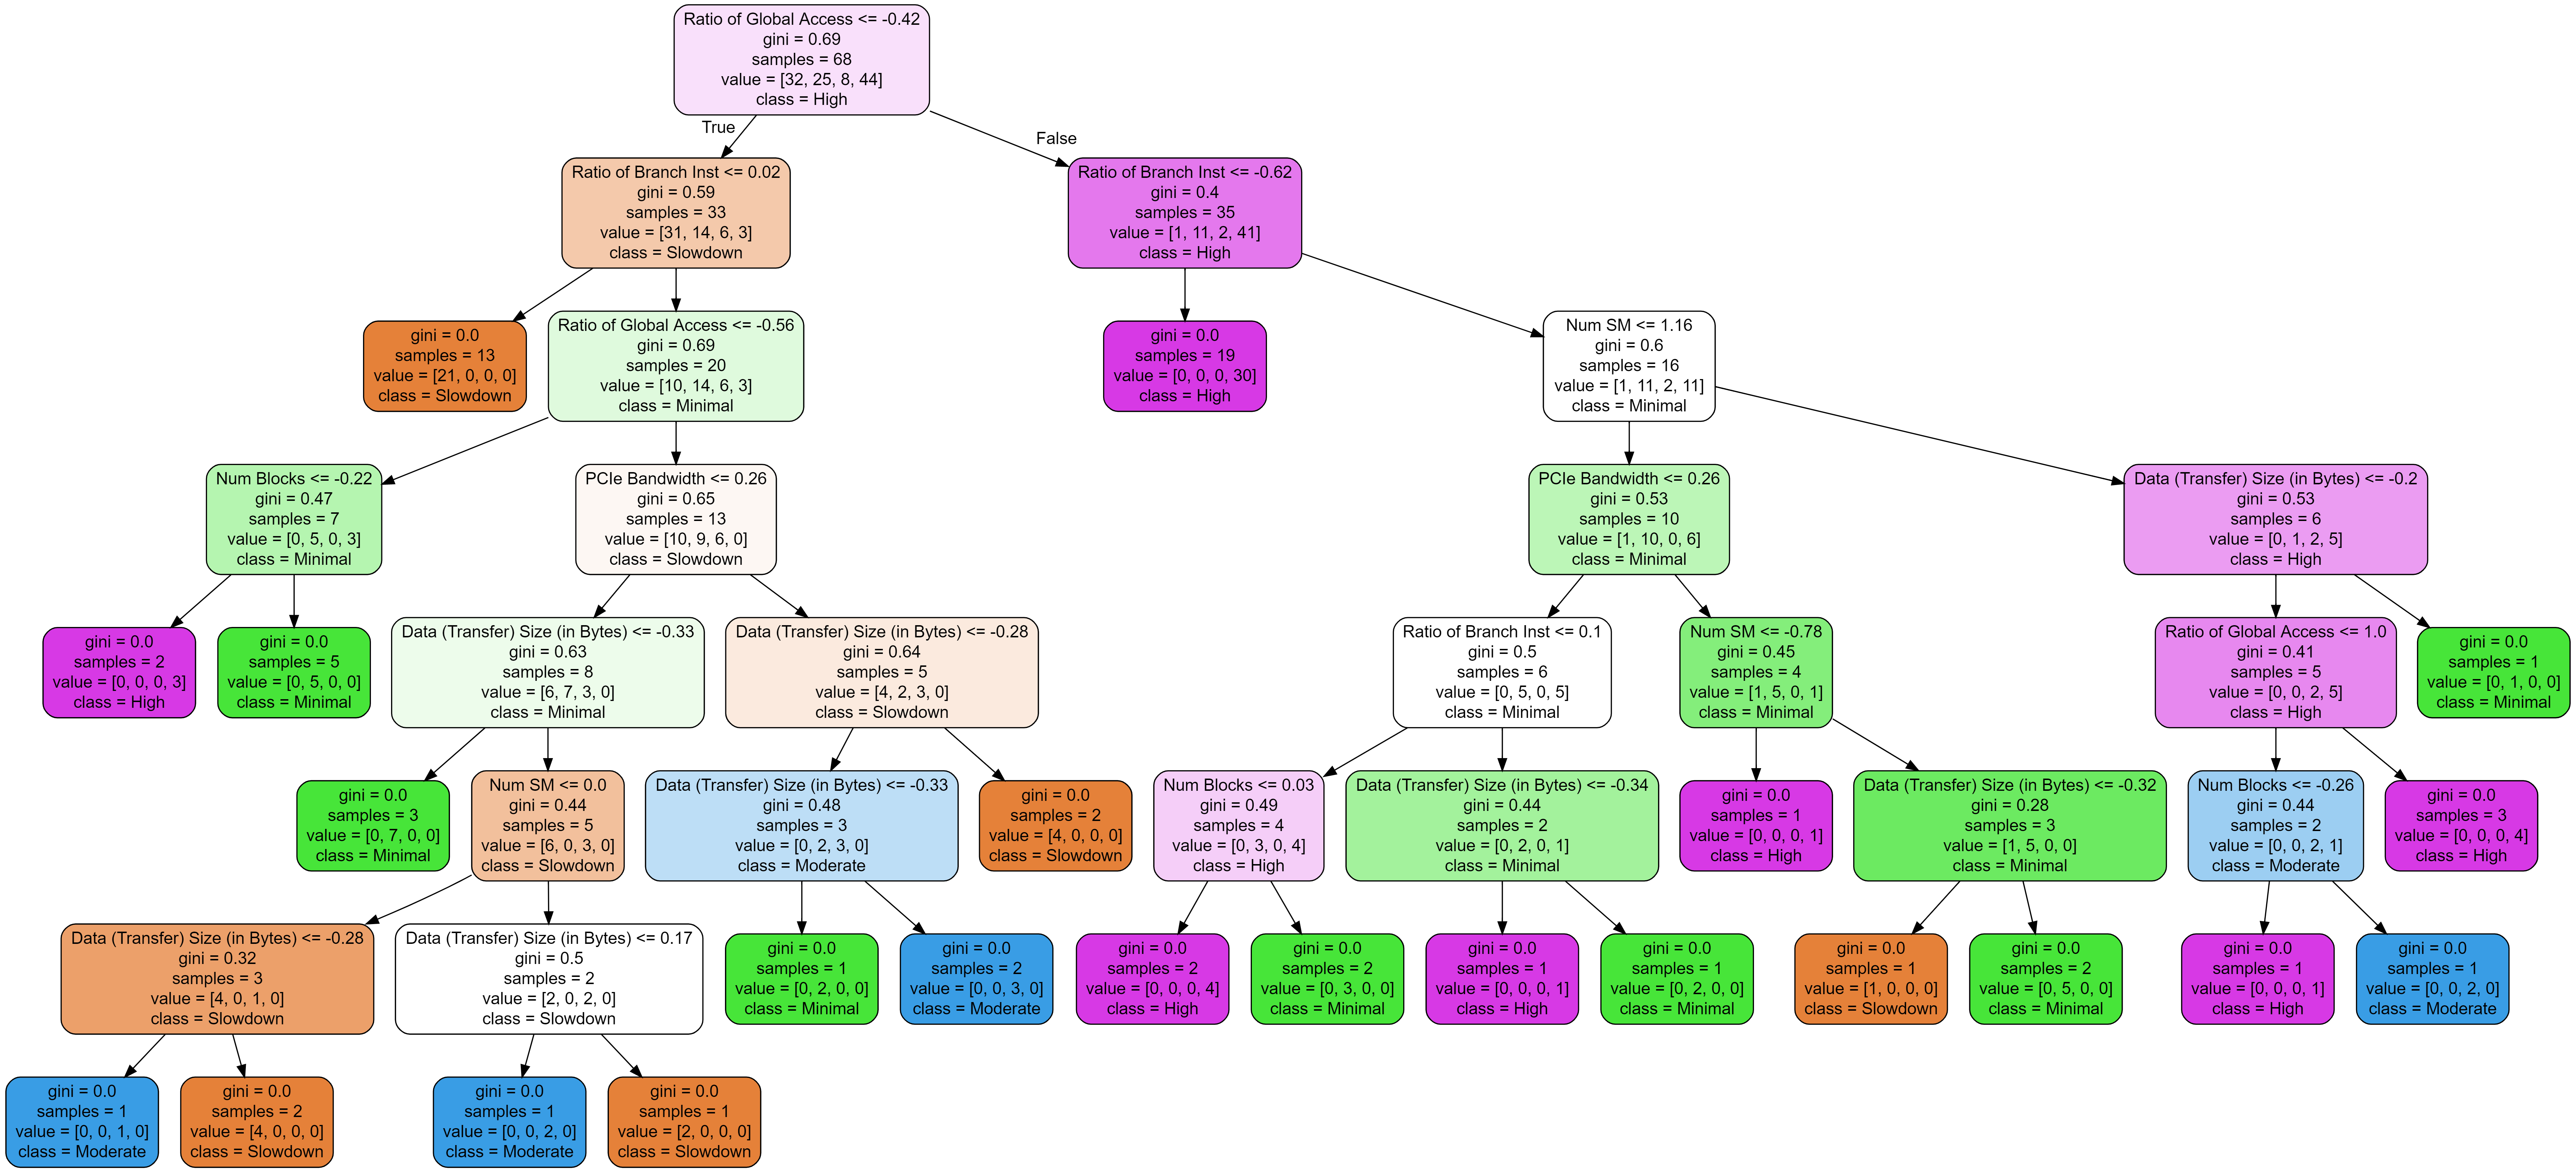 Ratio of Global Access <= -0.42
gini = 0.69
samples = 68
value = [32, 25, 8, 44]
class = High
True
False
Ratio of Branch Inst <= 0.02
gini = 0.59
samples = 33
value = [31, 14, 6, 3]
class = Slowdown
Ratio of Branch Inst <= -0.62
gini = 0.4
samples = 35
value = [1, 11, 2, 41]
class = High
gini = 0.0
samples = 13
value = [21, 0, 0, 0]
class = Slowdown
Ratio of Global Access <= -0.56
gini = 0.69
samples = 20
value = [10, 14, 6, 3]
class = Minimal
gini = 0.0
samples = 19
value = [0, 0, 0, 30]
class = High
Num SM <= 1.16
gini = 0.6
samples = 16
value = [1, 11, 2, 11]
class = Minimal
Num Blocks <= -0.22
gini = 0.47
samples = 7
value = [0, 5, 0, 3]
class = Minimal
PCIe Bandwidth <= 0.26
gini = 0.65
samples = 13
value = [10, 9, 6, 0]
class = Slowdown
PCIe Bandwidth <= 0.26
gini = 0.53
samples = 10
value = [1, 10, 0, 6]
class = Minimal
Data (Transfer) Size (in Bytes) <= -0.2
gini = 0.53
samples = 6
value = [0, 1, 2, 5]
class = High
gini = 0.0
samples = 2
value = [0, 0, 0, 3]
class = High
gini = 0.0
samples = 5
value = [0, 5, 0, 0]
class = Minimal
Data (Transfer) Size (in Bytes) <= -0.33
gini = 0.63
samples = 8
value = [6, 7, 3, 0]
class = Minimal
Data (Transfer) Size (in Bytes) <= -0.28
gini = 0.64
samples = 5
value = [4, 2, 3, 0]
class = Slowdown
Ratio of Branch Inst <= 0.1
gini = 0.5
samples = 6
value = [0, 5, 0, 5]
class = Minimal
Num SM <= -0.78
gini = 0.45
samples = 4
value = [1, 5, 0, 1]
class = Minimal
Ratio of Global Access <= 1.0
gini = 0.41
samples = 5
value = [0, 0, 2, 5]
class = High
gini = 0.0
samples = 1
value = [0, 1, 0, 0]
class = Minimal
gini = 0.0
samples = 3
value = [0, 7, 0, 0]
class = Minimal
Num SM <= 0.0
gini = 0.44
samples = 5
value = [6, 0, 3, 0]
class = Slowdown
Data (Transfer) Size (in Bytes) <= -0.33
gini = 0.48
samples = 3
value = [0, 2, 3, 0]
class = Moderate
gini = 0.0
samples = 2
value = [4, 0, 0, 0]
class = Slowdown
Num Blocks <= 0.03
gini = 0.49
samples = 4
value = [0, 3, 0, 4]
class = High
Data (Transfer) Size (in Bytes) <= -0.34
gini = 0.44
samples = 2
value = [0, 2, 0, 1]
class = Minimal
gini = 0.0
samples = 1
value = [0, 0, 0, 1]
class = High
Data (Transfer) Size (in Bytes) <= -0.32
gini = 0.28
samples = 3
value = [1, 5, 0, 0]
class = Minimal
Num Blocks <= -0.26
gini = 0.44
samples = 2
value = [0, 0, 2, 1]
class = Moderate
gini = 0.0
samples = 3
value = [0, 0, 0, 4]
class = High
Data (Transfer) Size (in Bytes) <= -0.28
gini = 0.32
samples = 3
value = [4, 0, 1, 0]
class = Slowdown
Data (Transfer) Size (in Bytes) <= 0.17
gini = 0.5
samples = 2
value = [2, 0, 2, 0]
class = Slowdown
gini = 0.0
samples = 1
value = [0, 2, 0, 0]
class = Minimal
gini = 0.0
samples = 2
value = [0, 0, 3, 0]
class = Moderate
gini = 0.0
samples = 2
value = [0, 0, 0, 4]
class = High
gini = 0.0
samples = 2
value = [0, 3, 0, 0]
class = Minimal
gini = 0.0
samples = 1
value = [0, 0, 0, 1]
class = High
gini = 0.0
samples = 1
value = [0, 2, 0, 0]
class = Minimal
gini = 0.0
samples = 1
value = [1, 0, 0, 0]
class = Slowdown
gini = 0.0
samples = 2
value = [0, 5, 0, 0]
class = Minimal
gini = 0.0
samples = 1
value = [0, 0, 0, 1]
class = High
gini = 0.0
samples = 1
value = [0, 0, 2, 0]
class = Moderate
gini = 0.0
samples = 1
value = [0, 0, 1, 0]
class = Moderate
gini = 0.0
samples = 2
value = [4, 0, 0, 0]
class = Slowdown
gini = 0.0
samples = 1
value = [0, 0, 2, 0]
class = Moderate
gini = 0.0
samples = 1
value = [2, 0, 0, 0]
class = Slowdown